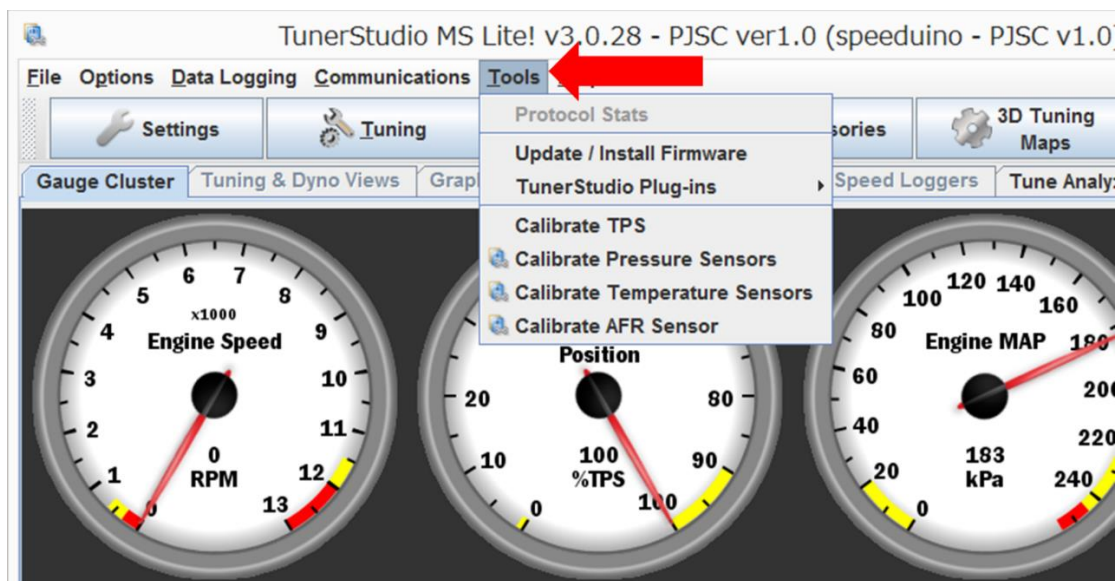 TunerStudio MS Lite! v3.0.28 - PJSC ver1.0 (speeduino - PJSC v1.0)
File Options Data Logging Communications Tools
Settings
Tuning
3D Tuning
Maps
Gauge Cluster
Tuning & Dyno Views
Speed Loggers
Protocol Stats
Update / Install Firmware
TunerStudio Plug-ins
Calibrate TPS
Calibrate Pressure Sensors
Calibrate Temperature Sensors
Calibrate AFR Sensor
0
1
2
3
4
5
6
7
8
9
10
11
12
13
x1000
Engine Speed
0
RPM
Position
0
10
20
80
90
100
100
%TPS
Engine MAP
0
20
40
60
80
100
120
140
160
180
200
220
240
183
kPa